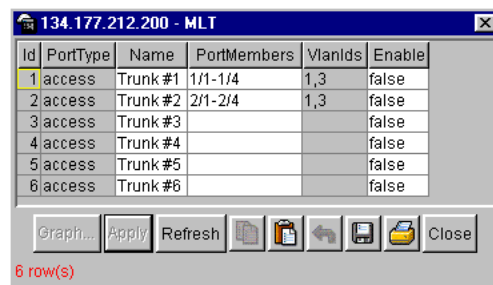 134.177.212.200 - MLT
Id PortType Name PortMembers VlanIds Enable
1 access Trunk #1 1/1-1/4 1,3 false
2 access Trunk #2 2/1-2/4 1,3 false
3 access Trunk #3 false
4 access Trunk #4 false
5 access Trunk #5 false
6 access Trunk #6 false
Graph... Apply Refresh Close
6 row(s)